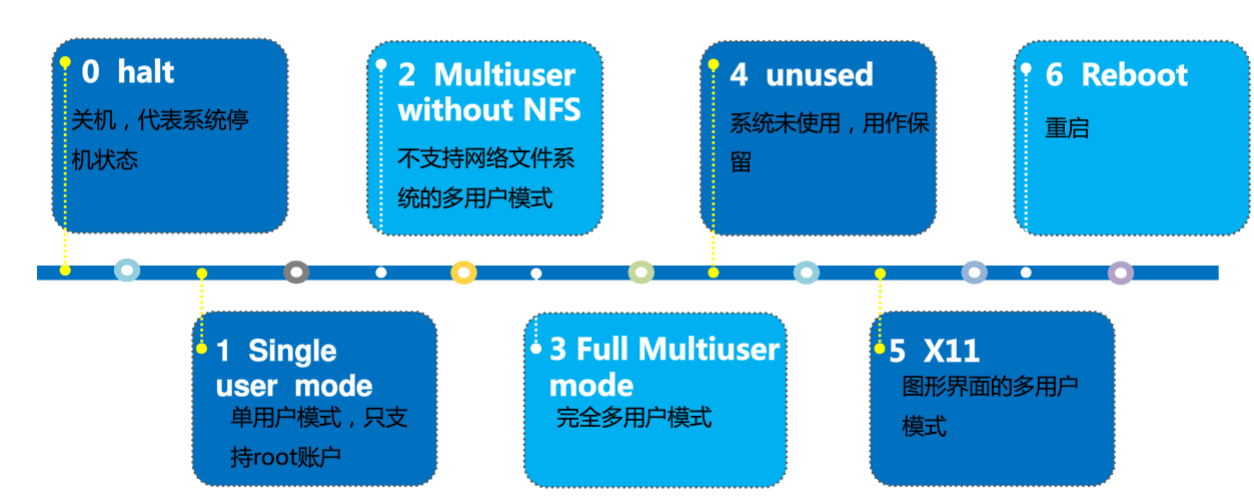 0 halt
关机，代表系统停
机状态
1 Single
user mode
单用户模式，只支
持root账户
2 Multiuser
without NFS
不支持网络文件系
统的多用户模式
3 Full Multiuser
mode
完全多用户模式
4 unused
系统未使用，用作保
留
5 X11
图形界面的多用户
模式
6 Reboot
重启